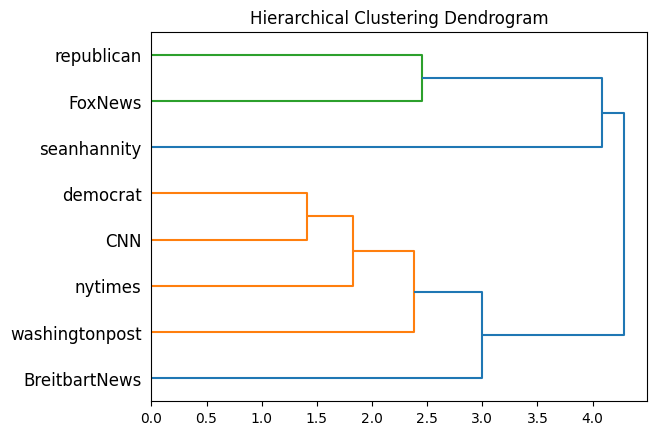 Hierarchical Clustering Dendrogram
republican
FoxNews
seanhannity
democrat
CNN
nytimes
washingtonpost
BreitbartNews
0.0 0.5 1.0 1.5 2.0 2.5 3.0 3.5 4.0